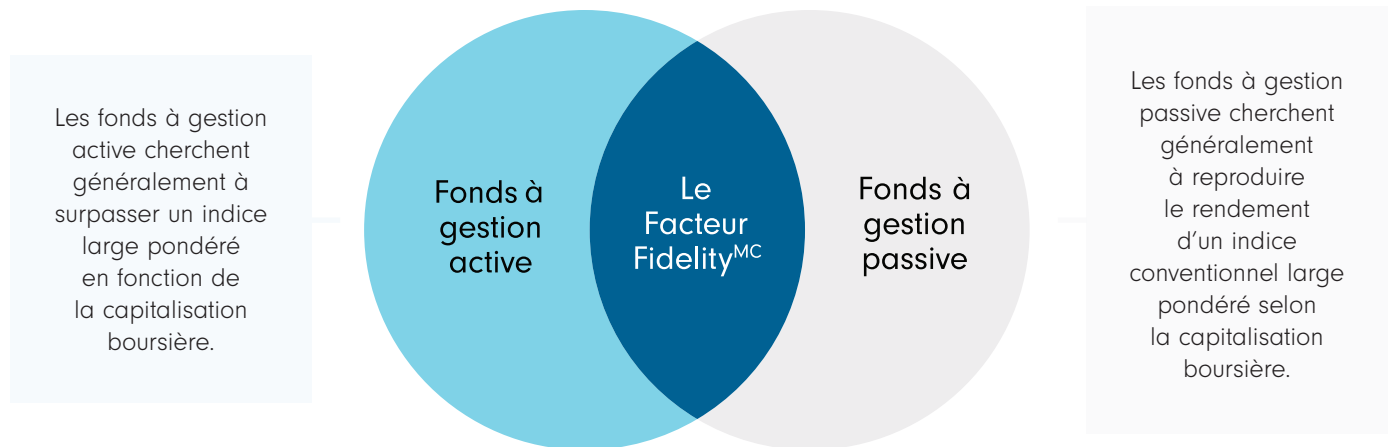 Les fonds à gestion
active cherchent
généralement à
surpasser un indice
large pondéré
en fonction de
la capitalisation
boursière.
Fonds à
gestion
active
Le
Facteur
Fidelity^MC
Fonds à
gestion
passive
Les fonds à gestion
passive cherchent
généralement
à reproduire
le rendement
d’un indice
conventionnel large
pondéré selon
la capitalisation
boursière.